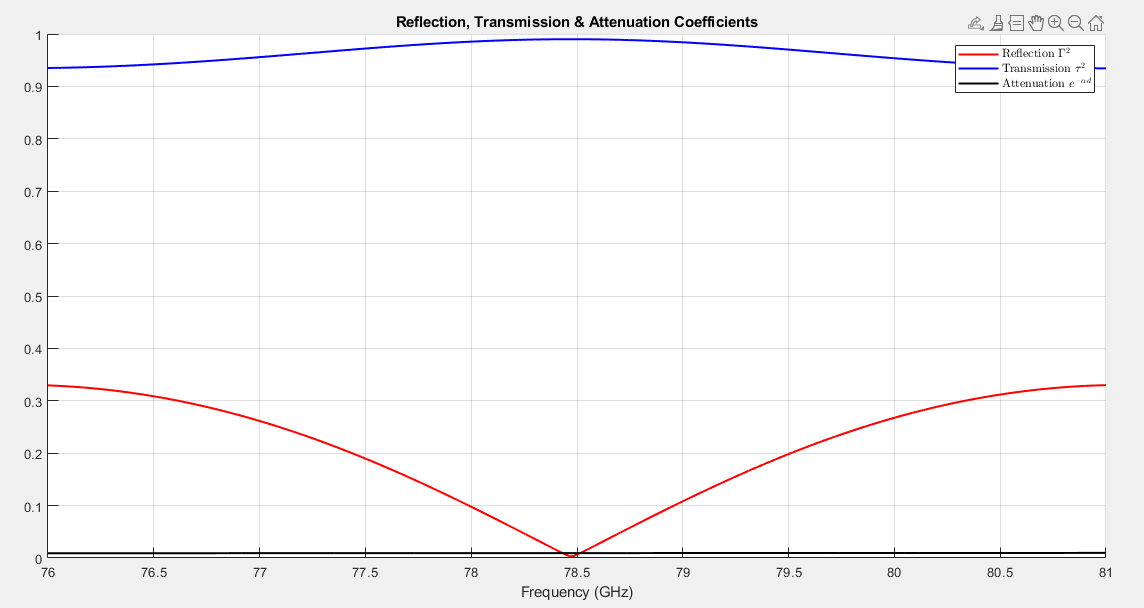 Reflection, Transmission & Attenuation Coefficients
Reflection Γ²
Transmission τ²
Attenuation e^{-αd}
1
0.9
0.8
0.7
0.6
0.5
0.4
0.3
0.2
0.1
0
76 76.5 77 77.5 78 78.5 79 79.5 80 80.5 81
Frequency (GHz)